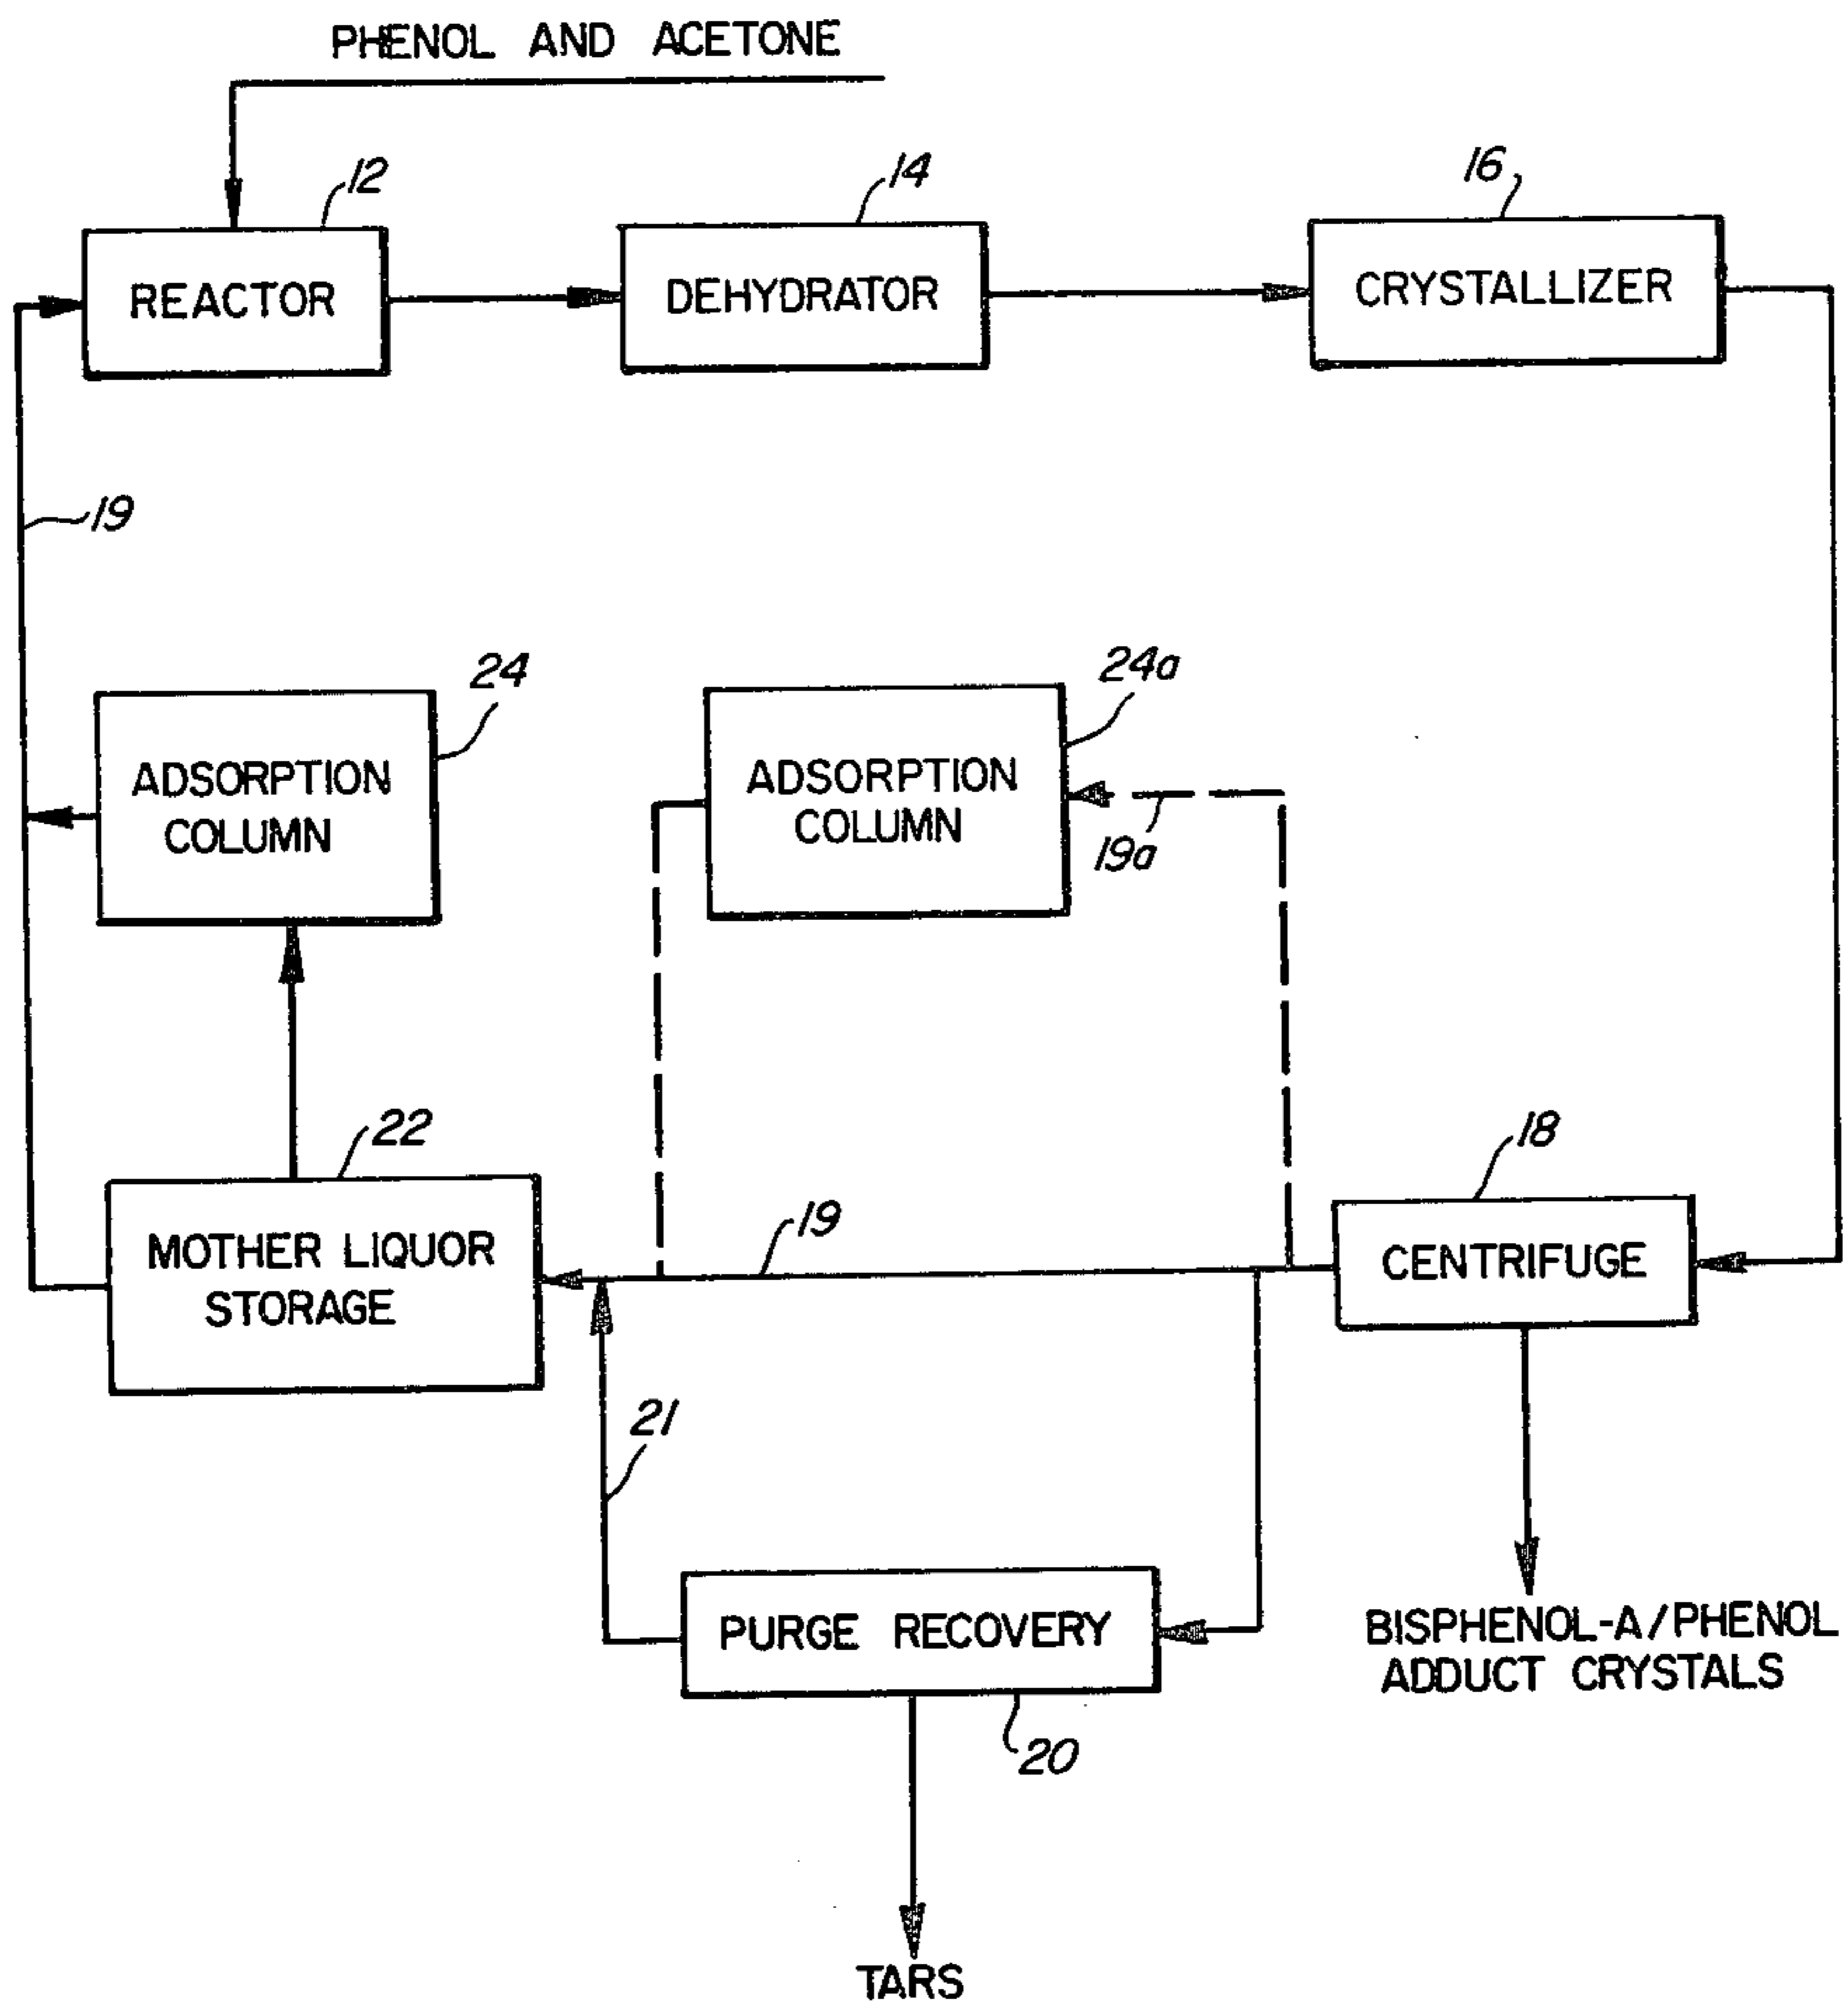 PHENOL AND ACETONE
12
14
16
REACTOR
DEHYDRATOR
CRYSTALLIZER
19
24
24a
ADSORPTION
COLUMN
ADSORPTION
COLUMN
19a
22
18
19
MOTHER LIQUOR
STORAGE
CENTRIFUGE
21
PURGE RECOVERY
BISPHENOL-A/PHENOL
ADDUCT CRYSTALS
20
TARS